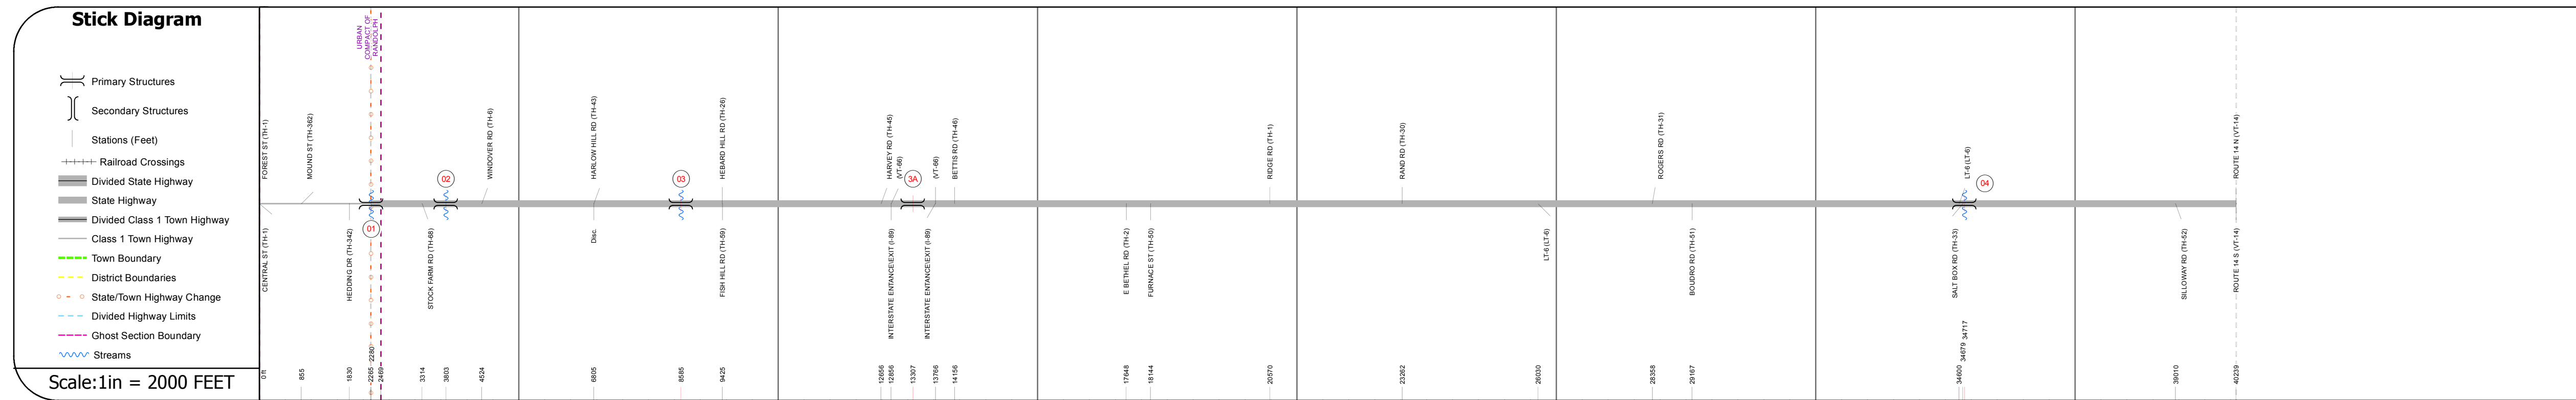 Stick Diagram
Primary Structures
Secondary Structures
Stations (Feet)
Railroad Crossings
Divided State Highway
State Highway
Divided Class 1 Town Highway
Class 1 Town Highway
Town Boundary
District Boundaries
State/Town Highway Change
Divided Highway Limits
Ghost Section Boundary
Streams
Scale:1in = 2000 FEET
URBAN
COMPACT OF
RANDOLPH
FOREST ST (TH-1)
MOUND ST (TH-362)
WINDOVER RD (TH-6)
HARLOW HILL RD (TH-43)
HEBARD HILL RD (TH-26)
HARVEY RD (TH-45)
(VT-66)
(VT-66)
BETTIS RD (TH-46)
RIDGE RD (TH-1)
RAND RD (TH-30)
ROGERS RD (TH-31)
LT-6 (LT-6)
ROUTE 14 N (VT-14)
01
02
03
3A
04
CENTRAL ST (TH-1)
HEDDING DR (TH-342)
STOCK FARM RD (TH-68)
Disc.
FISH HILL RD (TH-59)
INTERSTATE ENTANCE\EXIT (I-89)
INTERSTATE ENTANCE\EXIT (I-89)
E BETHEL RD (TH-2)
FURNACE ST (TH-50)
LT-6 (LT-6)
BOUDRO RD (TH-51)
SALT BOX RD (TH-33)
SILLOWAY RD (TH-52)
ROUTE 14 S (VT-14)
0 ft
855
1830
2265
2280
2469
3314
3803
4524
6805
8585
9425
12656
12856
13307
13766
14156
17648
18144
20570
23262
26030
28358
29167
34600
34679
34717
39010
40239